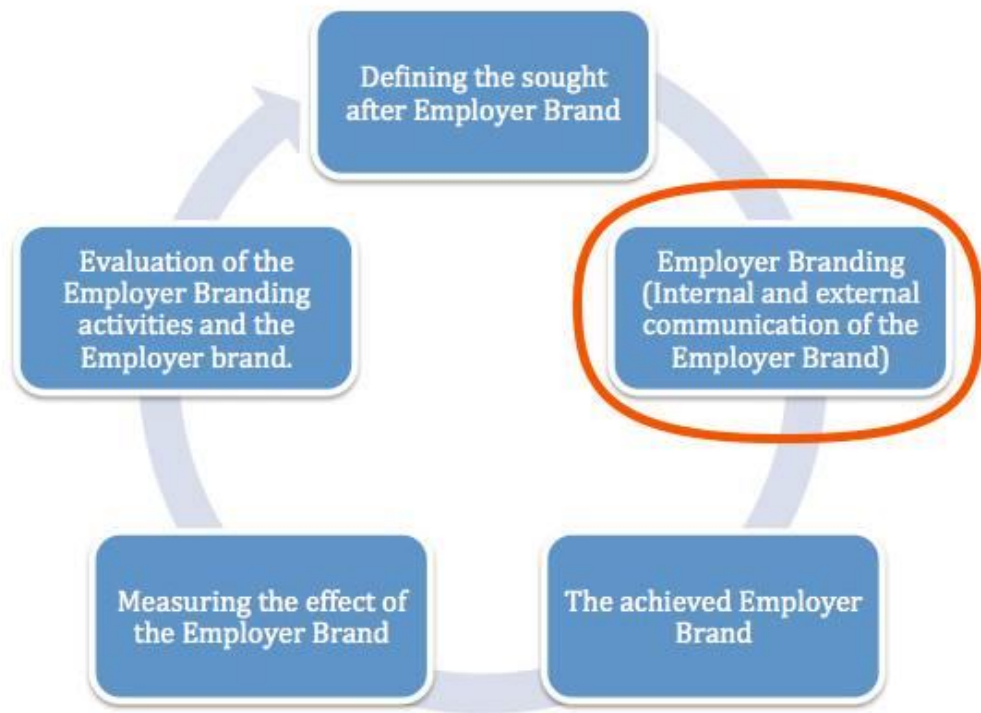 Defining the sought
after Employer Brand
Employer Branding
(Internal and external
communication of the
Employer Brand)
The achieved Employer
Brand
Measuring the effect of
the Employer Brand
Evaluation of the
Employer Branding
activities and the
Employer brand.